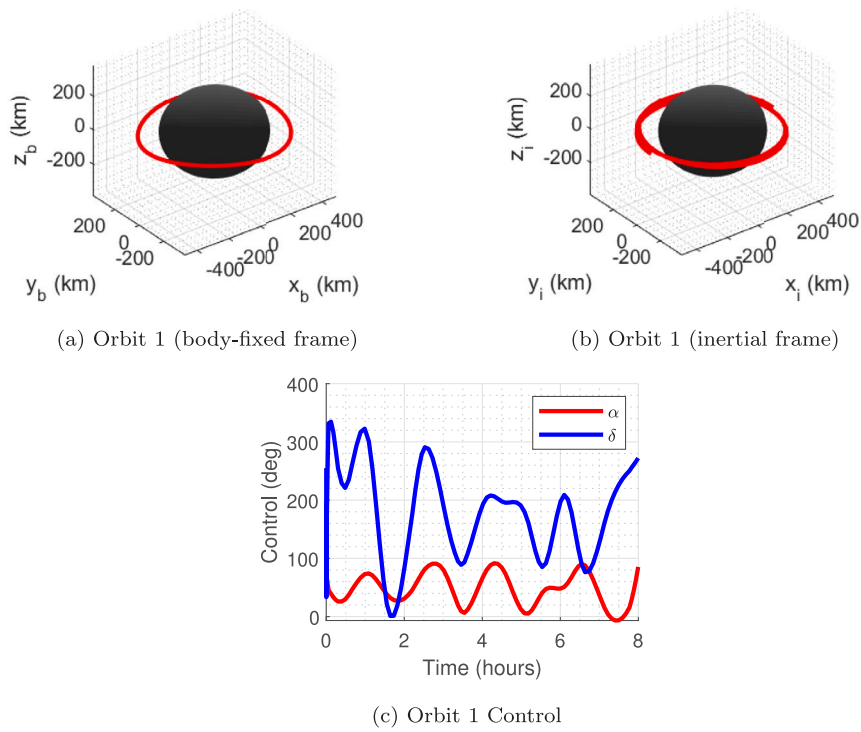 z_b (km)
200
0
-200
200
0
-200
y_b (km)
-400
-200
0
200
400
x_b (km)
z_i (km)
200
0
-200
200
0
-200
y_i (km)
-400
-200
0
200
400
x_i (km)
(a) Orbit 1 (body-fixed frame)
(b) Orbit 1 (inertial frame)
Control (deg)
400
300
200
100
0
α
δ
0 2 4 6 8
Time (hours)
(c) Orbit 1 Control